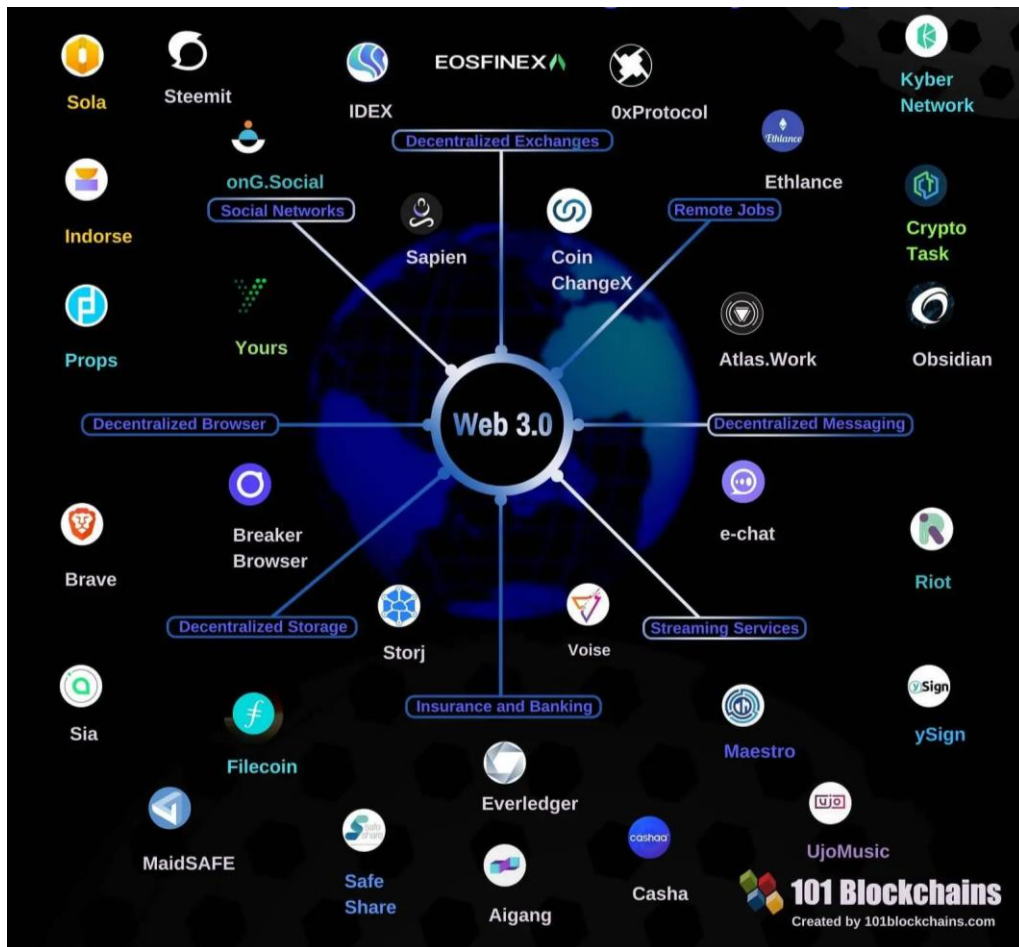 Sola
Steemit
IDEX
EOSFINEX
0xProtocol
Kyber
Network
Decentralized Exchanges
Ethlance
Ethlance
onG.Social
Social Networks
Indorse
Sapien
Coin
ChangeX
Remote Jobs
Crypto
Task
Props
Yours
Atlas.Work
Obsidian
Decentralized Browser
Web 3.0
Decentralized Messaging
Brave
Breaker
Browser
e-chat
Riot
Decentralized Storage
Storj
Voise
Streaming Services
Sia
Filecoin
Insurance and Banking
Maestro
ySign
ySign
Everledger
MaidSAFE
Safe
share
Safe
Share
Aigang
cashaa
Casha
ujo
UjoMusic
101 Blockchains
Created by 101blockchains.com